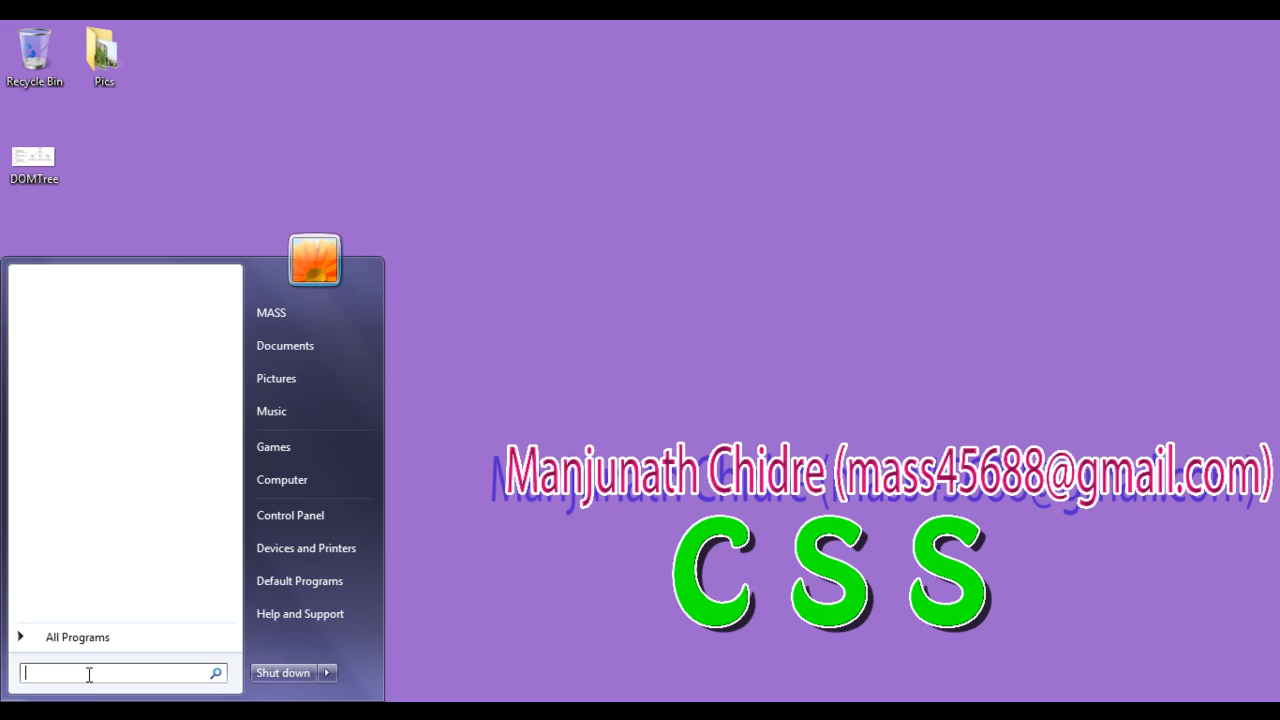 Recycle Bin
Pics
DOMTree
MASS
Documents
Pictures
Music
Games
Computer
Control Panel
Devices and Printers
Default Programs
Help and Support
All Programs
Shut down
Manjunath Chidre (mass45688@gmail.com)
C S S